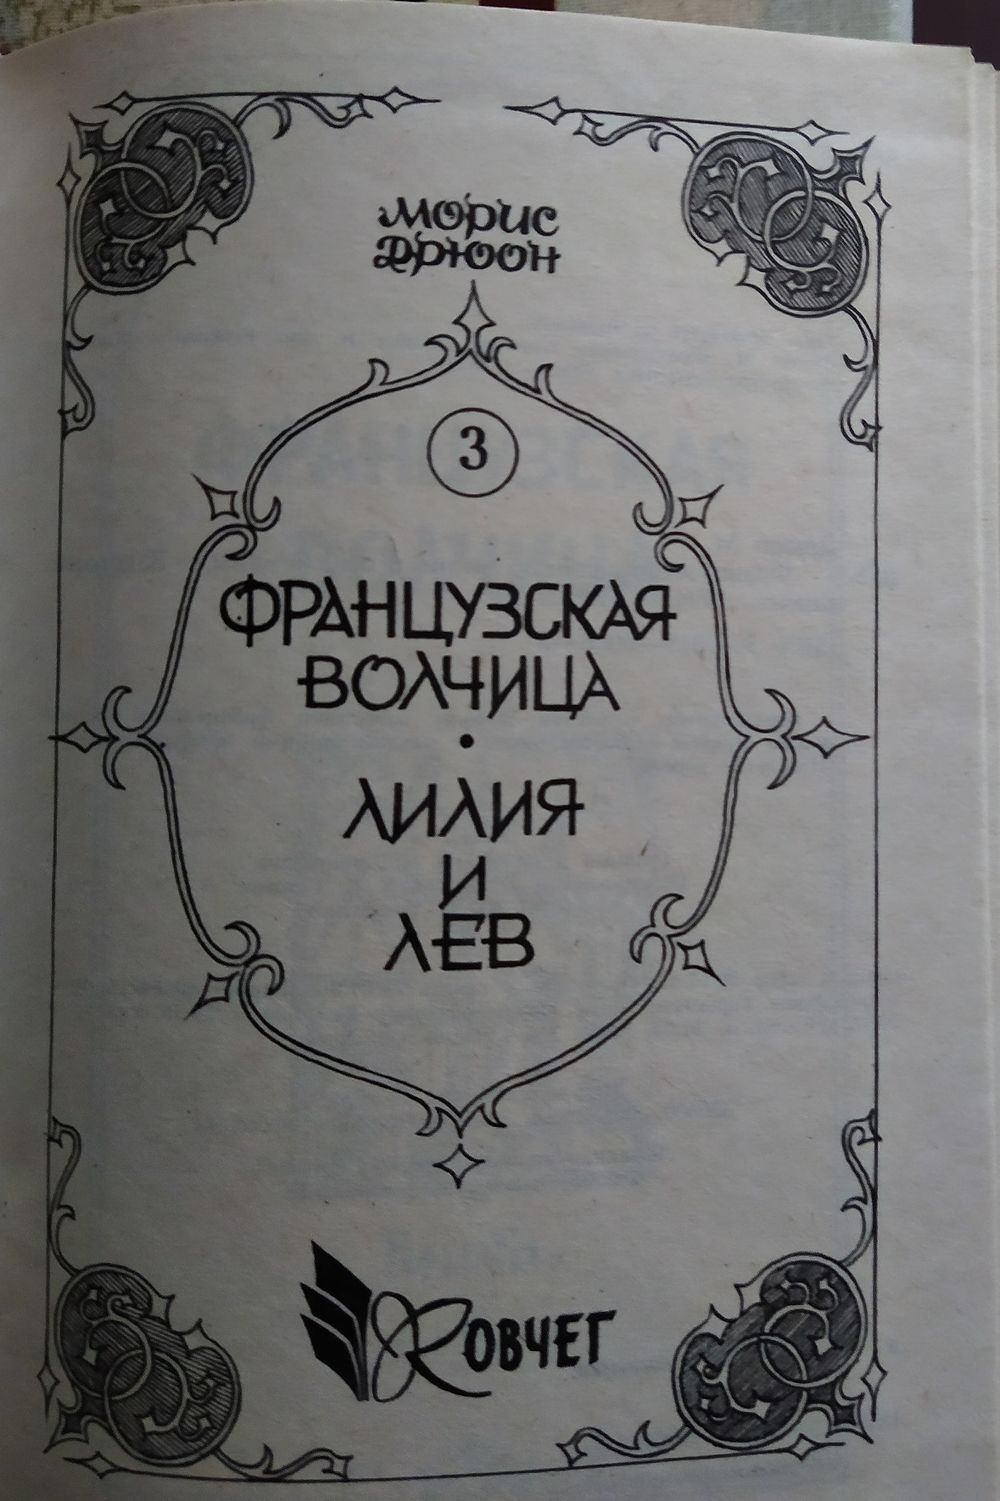 Морис
Дрюон
3
ФРАНЦУЗСКАЯ
ВОЛЧИЦА
•
ЛИЛИЯ
И
ЛЕВ
КОВЧЕГ